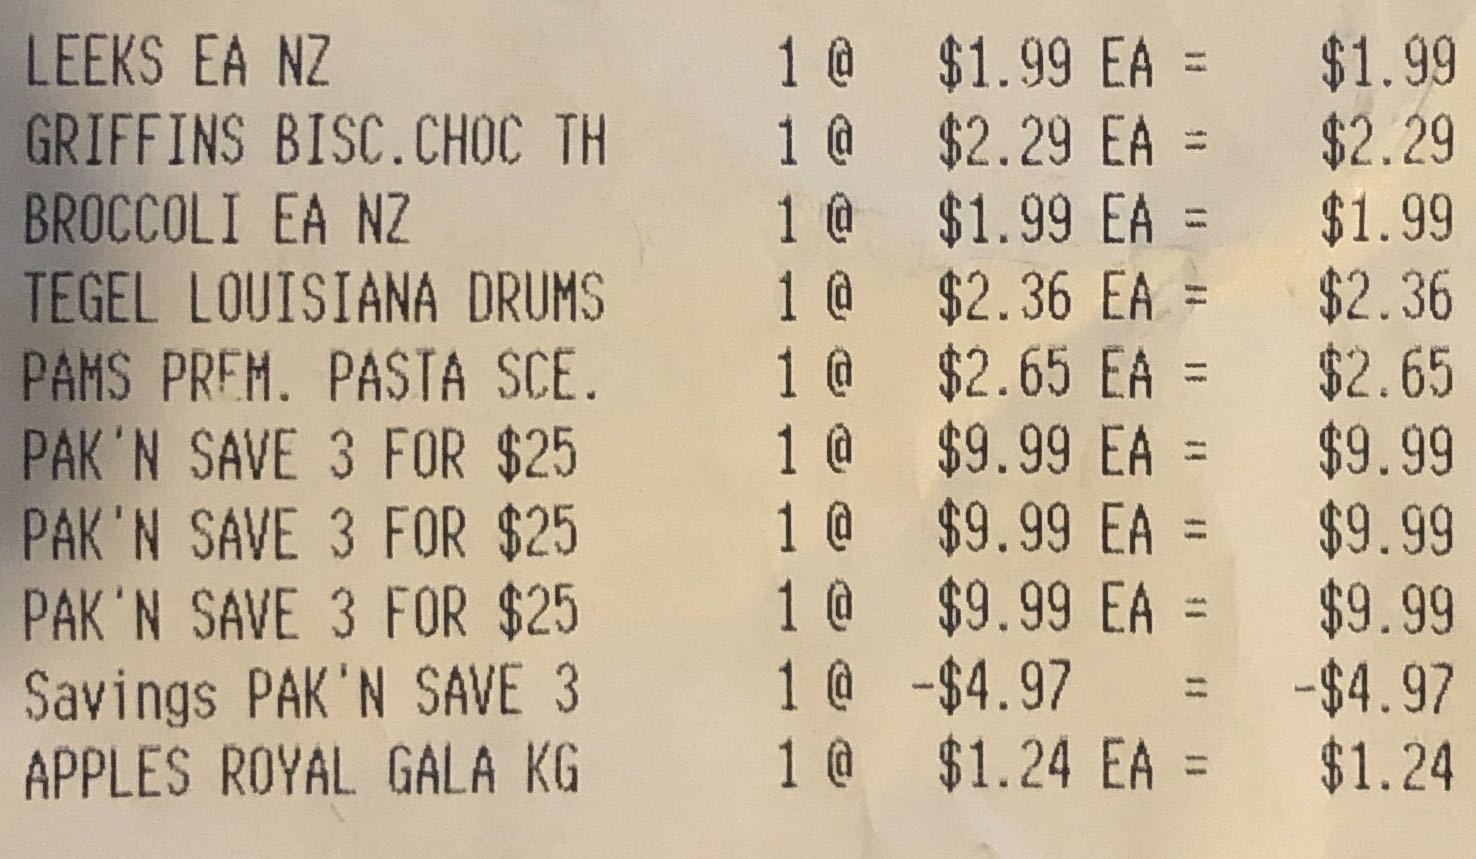 LEEKS EA NZ 1 @ $1.99 EA = $1.99
GRIFFINS BISC.CHOC TH 1 @ $2.29 EA = $2.29
BROCCOLI EA NZ 1 @ $1.99 EA = $1.99
TEGEL LOUISIANA DRUMS 1 @ $2.36 EA = $2.36
PAMS PREM. PASTA SCE. 1 @ $2.65 EA = $2.65
PAK'N SAVE 3 FOR $25 1 @ $9.99 EA = $9.99
PAK'N SAVE 3 FOR $25 1 @ $9.99 EA = $9.99
PAK'N SAVE 3 FOR $25 1 @ $9.99 EA = $9.99
Savings PAK'N SAVE 3 1 @ -$4.97 = -$4.97
APPLES ROYAL GALA KG 1 @ $1.24 EA = $1.24